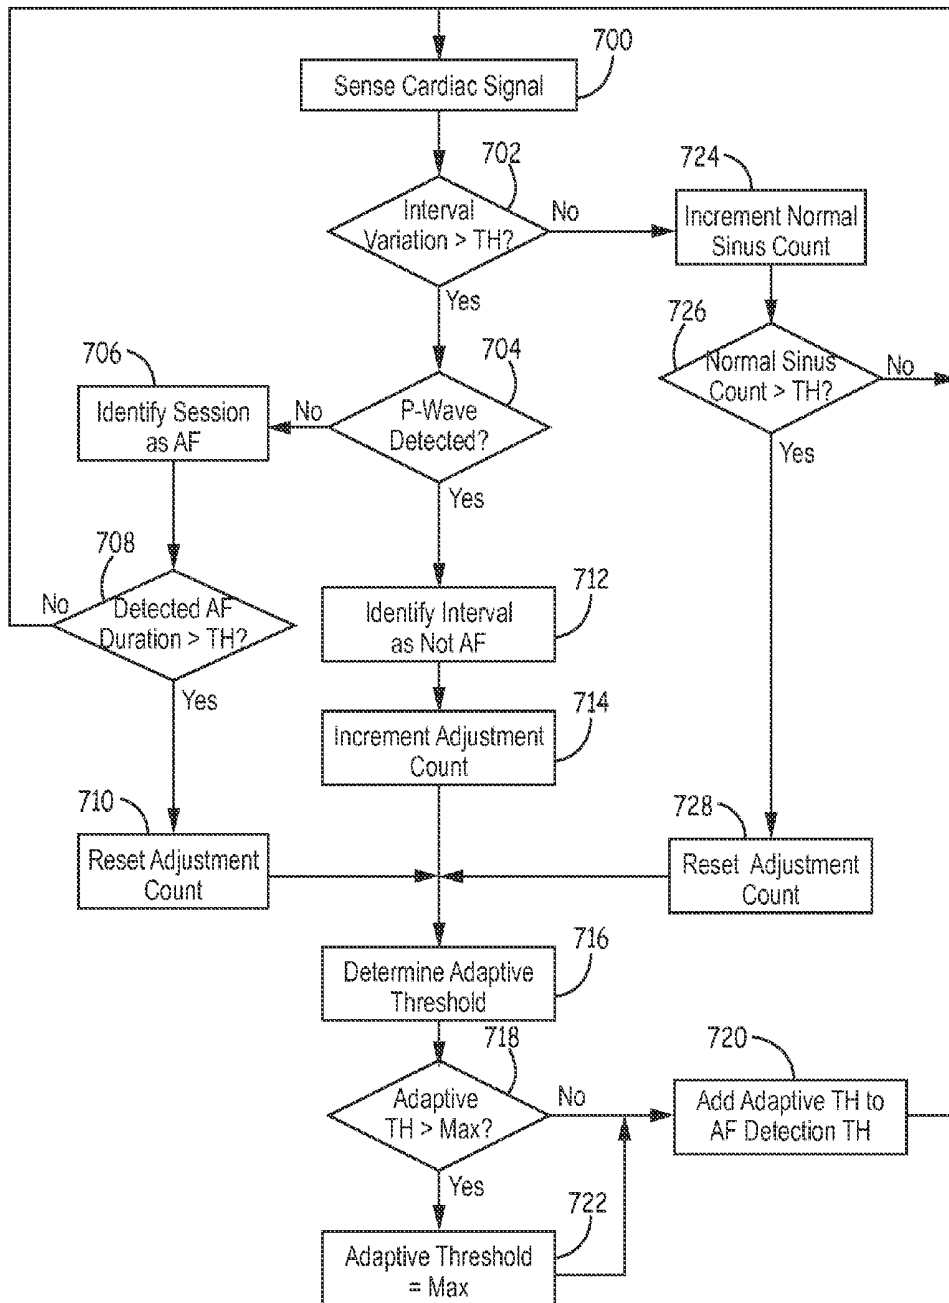 700
Sense Cardiac Signal
702
Interval
Variation > TH?
No
Yes
724
Increment Normal
Sinus Count
726
Normal Sinus
Count > TH?
No
Yes
704
P-Wave
Detected?
No
Yes
706
Identify Session
as AF
708
Detected AF
Duration > TH?
No
Yes
712
Identify Interval
as Not AF
714
Increment Adjustment
Count
710
Reset Adjustment
Count
728
Reset Adjustment
Count
716
Determine Adaptive
Threshold
718
Adaptive
TH > Max?
No
Yes
720
Add Adaptive TH to
AF Detection TH
722
Adaptive Threshold
= Max